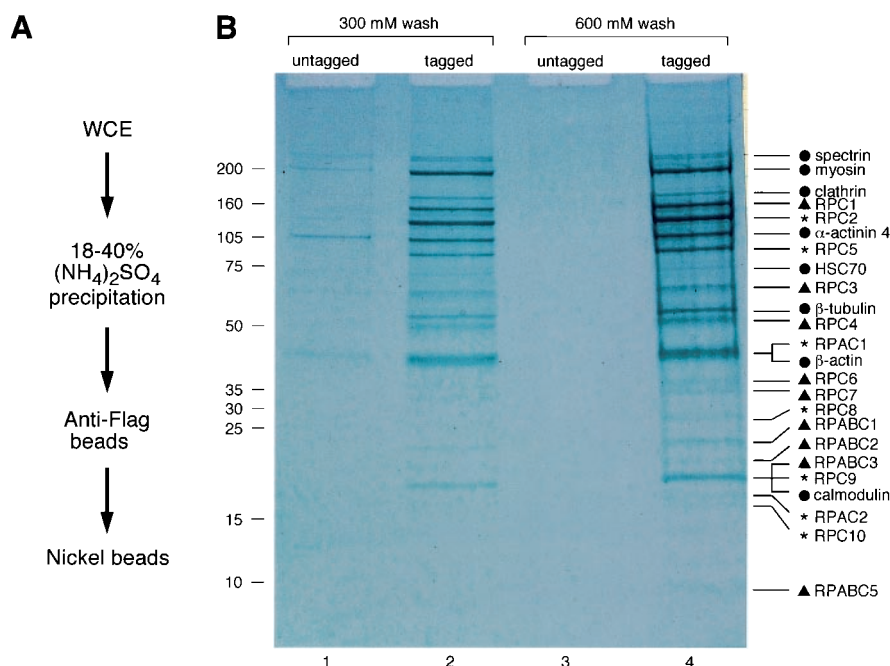 A
WCE
18-40%
(NH4)2SO4
precipitation
Anti-Flag
beads
Nickel beads
B
300 mM wash
600 mM wash
untagged
tagged
untagged
tagged
200
160
105
75
50
35
30
25
15
10
● spectrin
● myosin
● clathrin
▲ RPC1
* RPC2
● α-actinin 4
* RPC5
● HSC70
▲ RPC3
● β-tubulin
▲ RPC4
* RPAC1
● β-actin
▲ RPC6
▲ RPC7
* RPC8
▲ RPABC1
▲ RPABC2
▲ RPABC3
* RPC9
● calmodulin
* RPAC2
* RPC10
▲ RPABC5
1
2
3
4